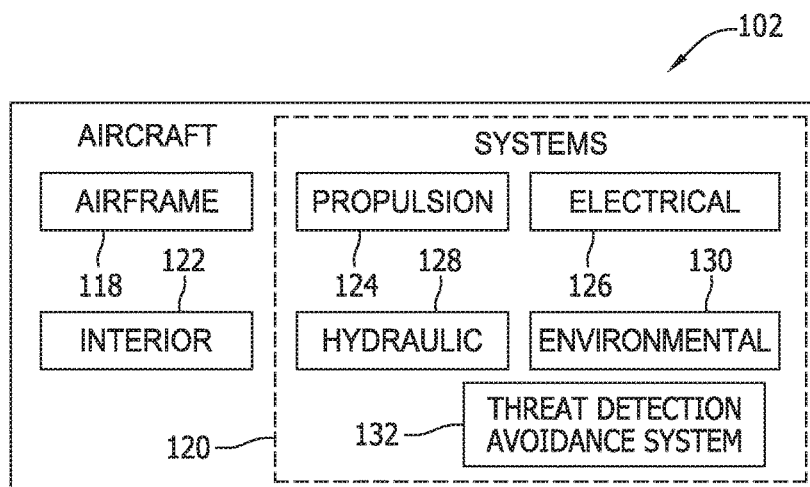 102
AIRCRAFT
SYSTEMS
AIRFRAME
PROPULSION
ELECTRICAL
118
122
124
128
126
130
INTERIOR
HYDRAULIC
ENVIRONMENTAL
120
132
THREAT DETECTION
AVOIDANCE SYSTEM